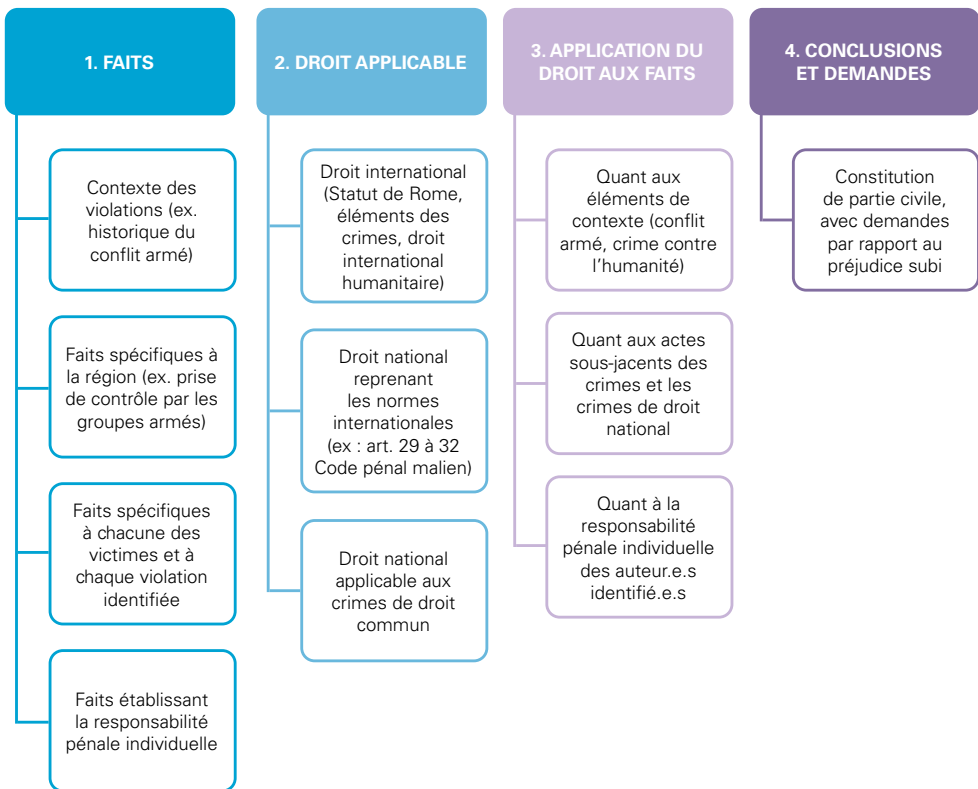 1. FAITS
Contexte des
violations (ex.
historique du
conflit armé)
Faits spécifiques à
la région (ex. prise
de contrôle par les
groupes armés)
Faits spécifiques
à chacune des
victimes et à
chaque violation
identifiée
Faits établissant
la responsabilité
pénale individuelle
2. DROIT APPLICABLE
Droit international
(Statut de Rome,
éléments des
crimes, droit
international
humanitaire)
Droit national
reprenant
les normes
internationales
(ex : art. 29 à 32
Code pénal malien)
Droit national
applicable aux
crimes de droit
commun
3. APPLICATION DU
DROIT AUX FAITS
Quant aux
éléments de
contexte (conflit
armé, crime contre
l’humanité)
Quant aux actes
sous-jacents des
crimes et les
crimes de droit
national
Quant à la
responsabilité
pénale individuelle
des auteur.e.s
identifié.e.s
4. CONCLUSIONS
ET DEMANDES
Constitution
de partie civile,
avec demandes
par rapport au
préjudice subi